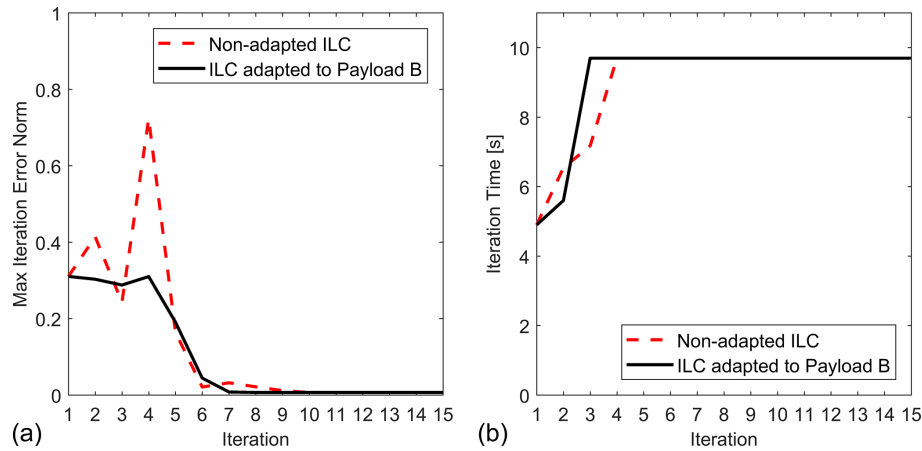 Max Iteration Error Norm
1
0.8
0.6
0.4
0.2
0
Non-adapted ILC
ILC adapted to Payload B
1 2 3 4 5 6 7 8 9 10 11 12 13 14 15
Iteration
(a)
Iteration Time [s]
10
8
6
4
2
0
Non-adapted ILC
ILC adapted to Payload B
1 2 3 4 5 6 7 8 9 10 11 12 13 14 15
Iteration
(b)